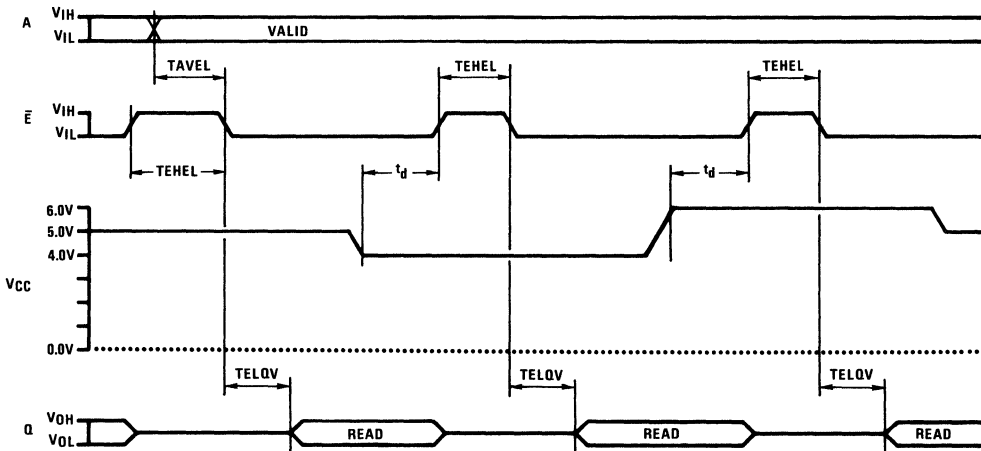 A
VIH
VIL
VALID
TAVEL
TEHEL
TEHEL
Ē
VIH
VIL
TEHEL
td
td
6.0V
5.0V
4.0V
VCC
0.0V
TELQV
TELQV
TELQV
Q
VOH
VOL
READ
READ
READ